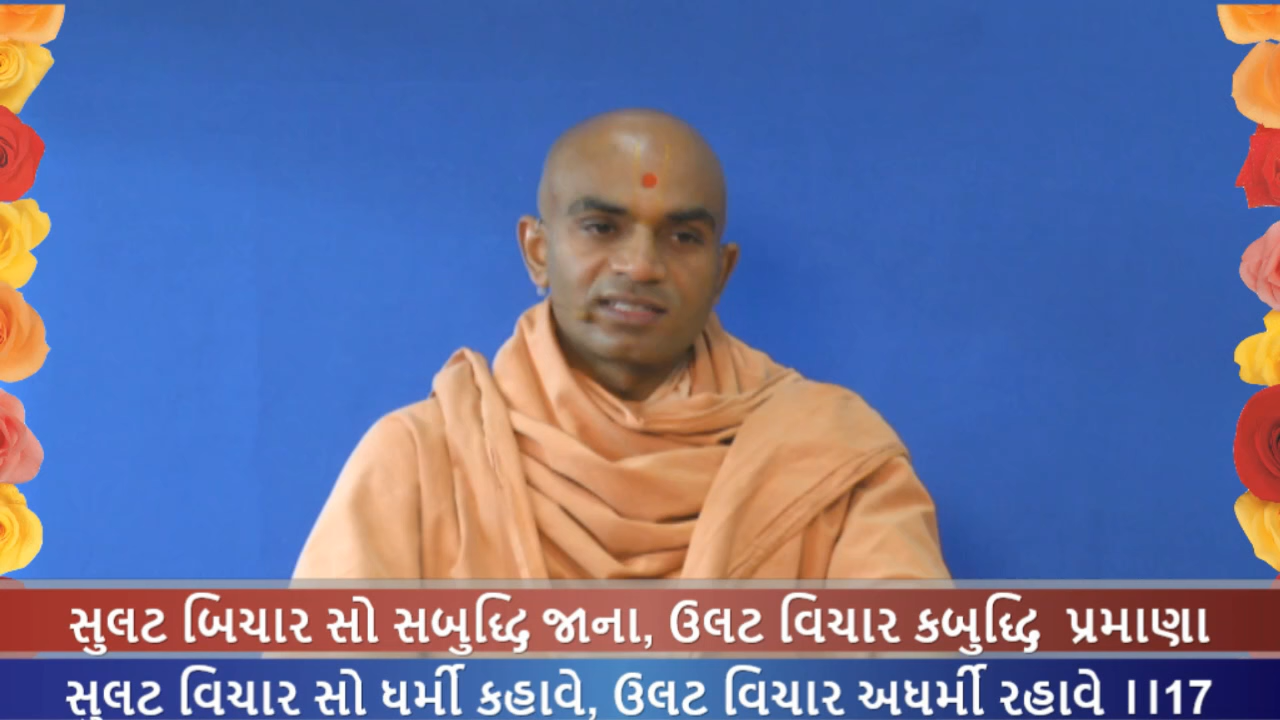 સુલટ બિચાર સો સબુદ્ધિ જાના, ઉલટ વિચાર કબુદ્ધિ પ્રમાણા
સુલટ વિચાર સો ધર્મી કહાવે, ઉલટ વિચાર અધર્મી રહાવે ।।17